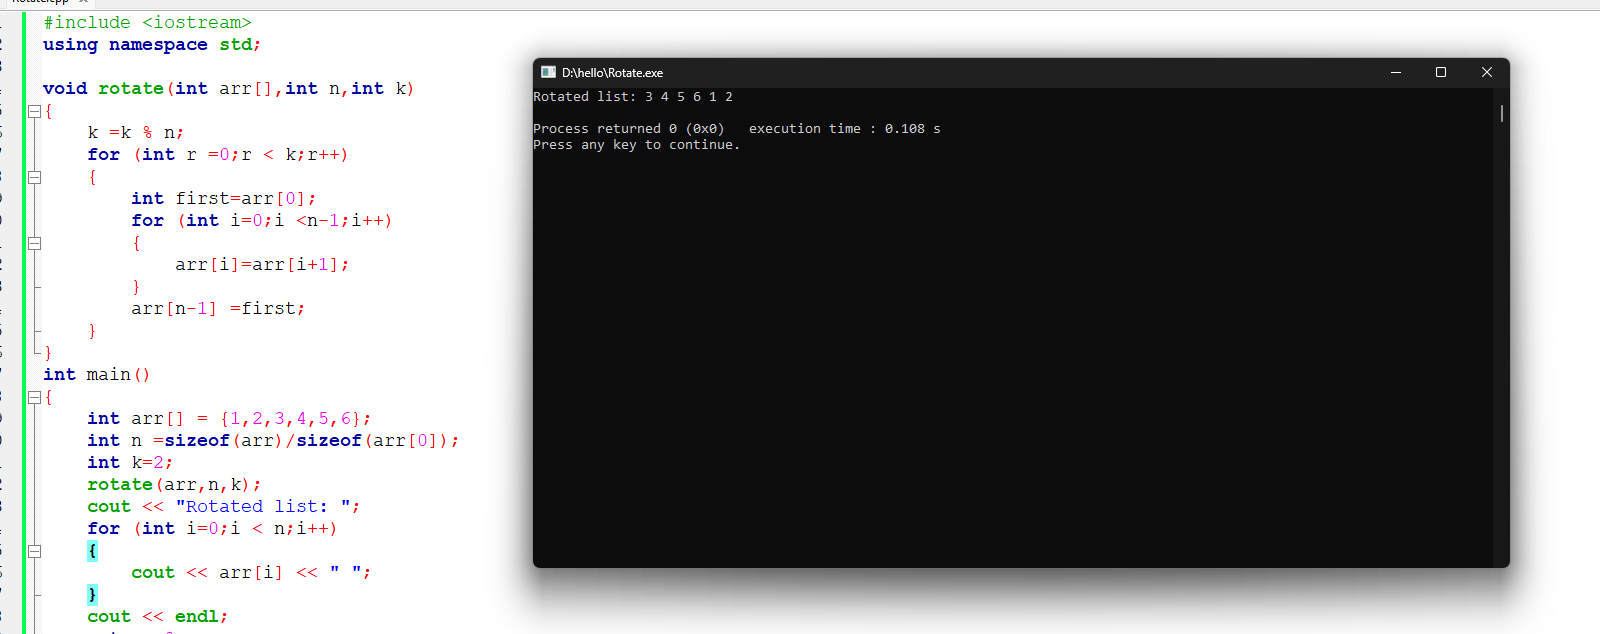 #include <iostream>
using namespace std;
void rotate(int arr[],int n,int k)
{
k =k % n;
for (int r =0;r < k;r++)
{
int first=arr[0];
for (int i=0;i <n-1;i++)
{
arr[i]=arr[i+1];
}
arr[n-1] =first;
}
}
int main()
{
int arr[] = {1,2,3,4,5,6};
int n =sizeof(arr)/sizeof(arr[0]);
int k=2;
rotate(arr,n,k);
cout << "Rotated list: ";
for (int i=0;i < n;i++)
{
cout << arr[i] << " ";
}
cout << endl;
D:\hello\Rotate.exe
Rotated list: 3 4 5 6 1 2
Process returned 0 (0x0)   execution time : 0.108 s
Press any key to continue.